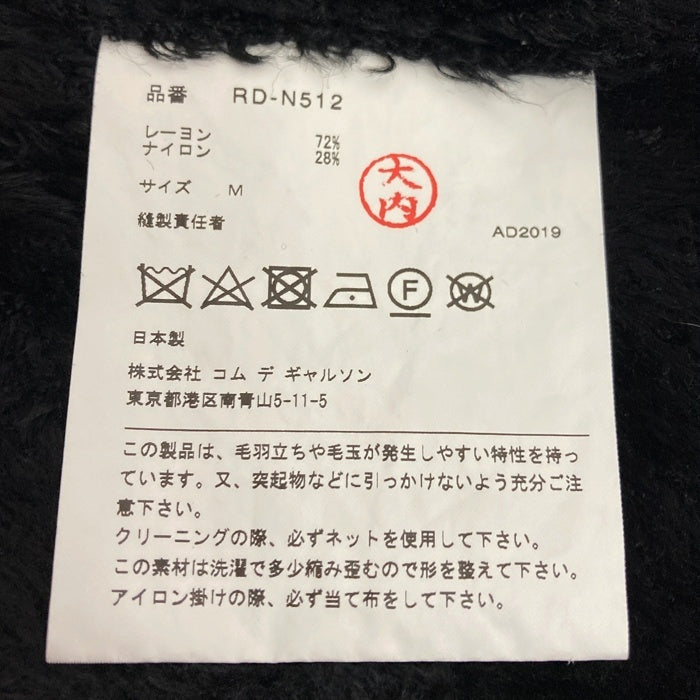 品番 RD-N512
レーヨン 72%
ナイロン 28%
サイズ M
大内
縫製責任者
AD2019
F
W
日本製
株式会社 コム デ ギャルソン
東京都港区南青山5-11-5
この製品は、毛羽立ちや毛玉が発生しやすい特性を持っ
ています。又、突起物などに引っかけないよう充分ご注
意下さい。
クリーニングの際、必ずネットを使用して下さい。
この素材は洗濯で多少縮み歪むので形を整えて下さい。
アイロン掛けの際、必ず当て布をして下さい。